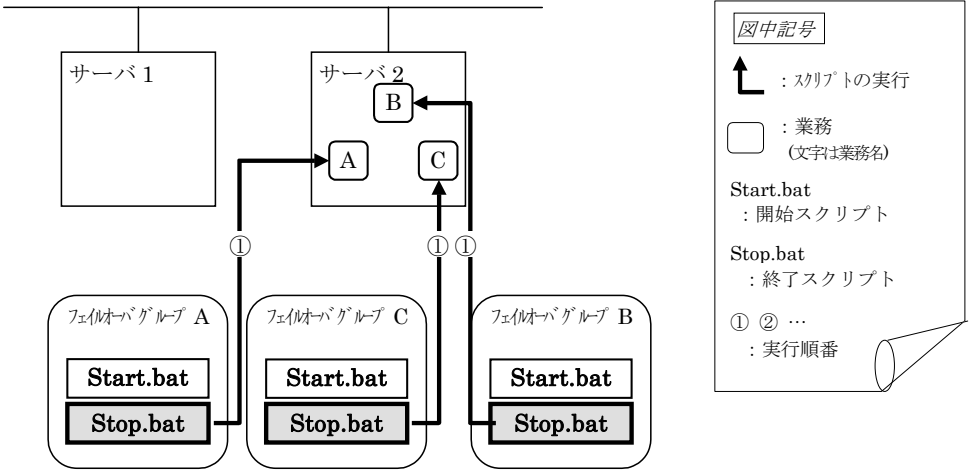 サーバ 1
サーバ 2
B
A
C
①
① ①
フェイルオーバグループ A
Start.bat
Stop.bat
フェイルオーバグループ C
Start.bat
Stop.bat
フェイルオーバグループ B
Start.bat
Stop.bat
図中記号
：スクリプトの実行
：業務
(文字は業務名)
Start.bat
：開始スクリプト
Stop.bat
：終了スクリプト
① ② …
：実行順番